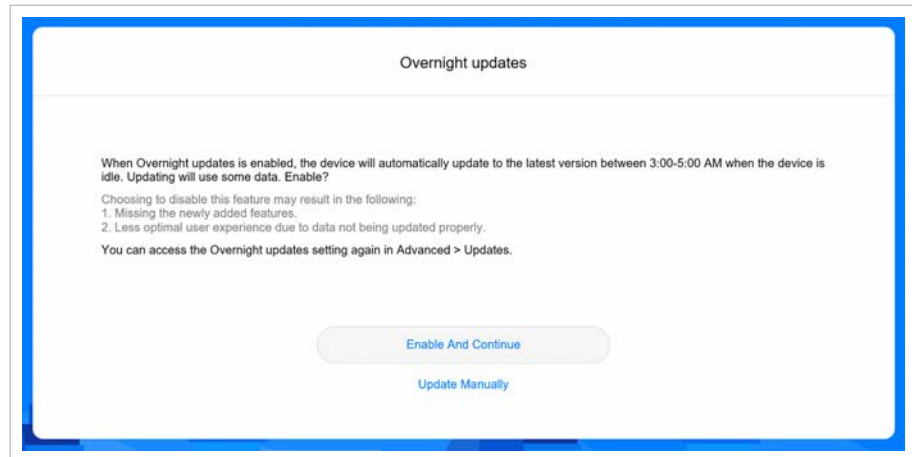 Overnight updates
When Overnight updates is enabled, the device will automatically update to the latest version between 3:00-5:00 AM when the device is
idle. Updating will use some data. Enable?
Choosing to disable this feature may result in the following:
1. Missing the newly added features.
2. Less optimal user experience due to data not being updated properly.
You can access the Overnight updates setting again in Advanced > Updates.
Enable And Continue
Update Manually